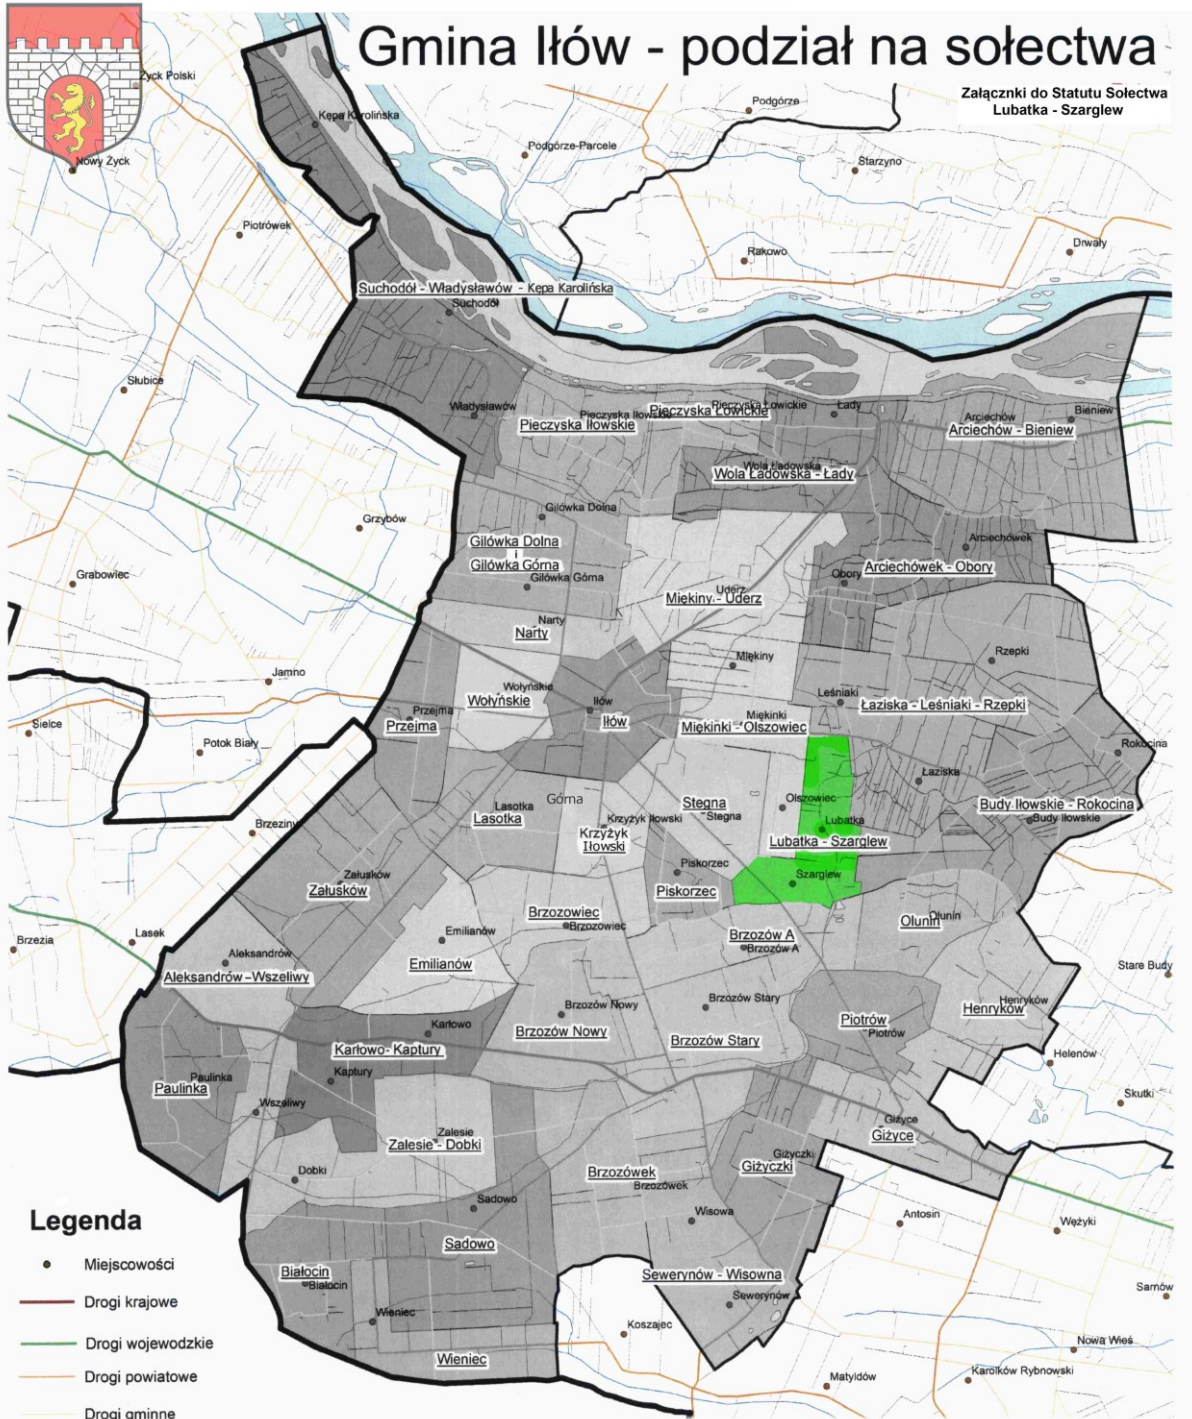 Gmina Iłów - podział na sołectwa
Załącznki do Statutu Sołectwa
Lubatka - Szarglew
Życk Polski
Nowy Życk
Kępa Karolińska
Podgórze
Podgórze-Parcele
Starzyno
Piotrówek
Rakowo
Drwały
Suchodół - Władysławów - Kępa Karolińska
Suchodół
Słubice
Władysławów
Pieczyska Iłowskie
Pieczyska Iłowskie
Pieczyska Łowickie
Pieczyska Łowickie
Łady
Arciechów
Bieniew
Arciechów - Bieniew
Wola Ładowska
Wola Ładowska - Łady
Gilówka Dolna
Grzybów
Gilówka Dolna
i
Gilówka Górna
Gilówka Górna
Arciechówek
Arciechówek - Obory
Obory
Grabowiec
Uderz
Miękiny - Uderz
Narty
Narty
Miękiny
Rzepki
Jamno
Wołyńskie
Wołyńskie
Leśniaki
Łaziska - Leśniaki - Rzepki
Iłów
Iłów
Przejma
Przejma
Miękinki
Miękinki - Olszowiec
Sielce
Potok Biały
Rokocina
Łaziska
Górna
Lasotka
Lasotka
Stegna
Stegna
Olszowiec
Budy Iłowskie - Rokocina
Budy Iłowskie
Brzeziny
Krzyżyk Iłowski
Krzyżyk
Iłowski
Lubatka
Lubatka - Szarglew
Załusków
Załusków
Piskorzec
Piskorzec
Szarglew
Brzozowiec
Brzozowiec
Olunin
Olunin
Brzezia
Lasek
Emilianów
Emilianów
Brzozów A
Brzozów A
Aleksandrów
Aleksandrów - Wszeliwy
Stare Budy
Brzozów Nowy
Brzozów Nowy
Brzozów Stary
Brzozów Stary
Henryków
Henryków
Piotrów
Piotrów
Karłowo
Karłowo - Kaptury
Kaptury
Helenów
Paulinka
Paulinka
Wszeliwy
Skutki
Giżyce
Giżyce
Zalesie
Zalesie - Dobki
Dobki
Giżyczki
Giżyczki
Brzozówek
Brzozówek
Sadowo
Sadowo
Wisowa
Antosin
Wężyki
Białocin
Białocin
Sewerynów - Wisowna
Sewerynów
Samów
Wieniec
Wieniec
Koszajec
Nowa Wieś
Matyldów
Karolków Rybnowski
Legenda
Miejscowości
Drogi krajowe
Drogi wojewodzkie
Drogi powiatowe
Drogi gminne